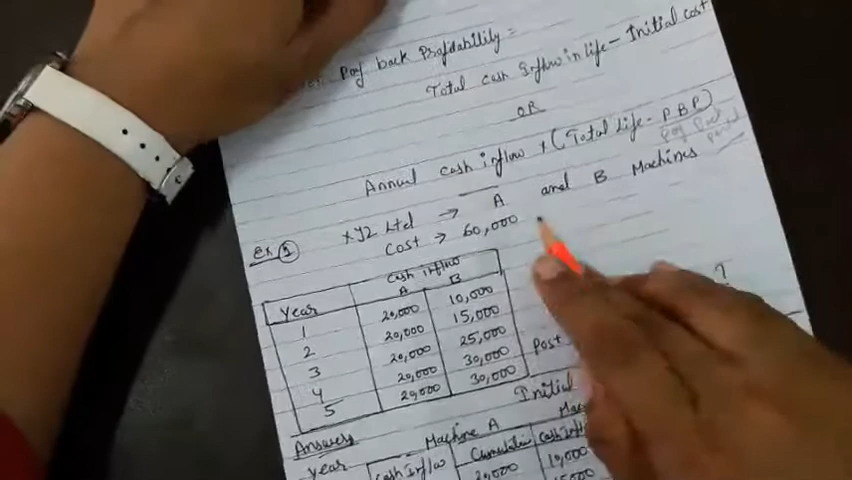 Pay back Profitability =
Total cash Inflow in life - Initial cost
OR
Annual cash inflow x (Total Life - PBP)
Pay Back
Ex. 1 XYZ Ltd → A and B Machines
Cost → 60,000
Year Cash inflow
A B
1 20,000 10,000
2 20,000 15,000
3 20,000 25,000
4 20,000 30,000
5 20,000 30,000
Post
Initial
Answers
Machine A
Year Cash inflow Cumulative Cash
20,000 10,000